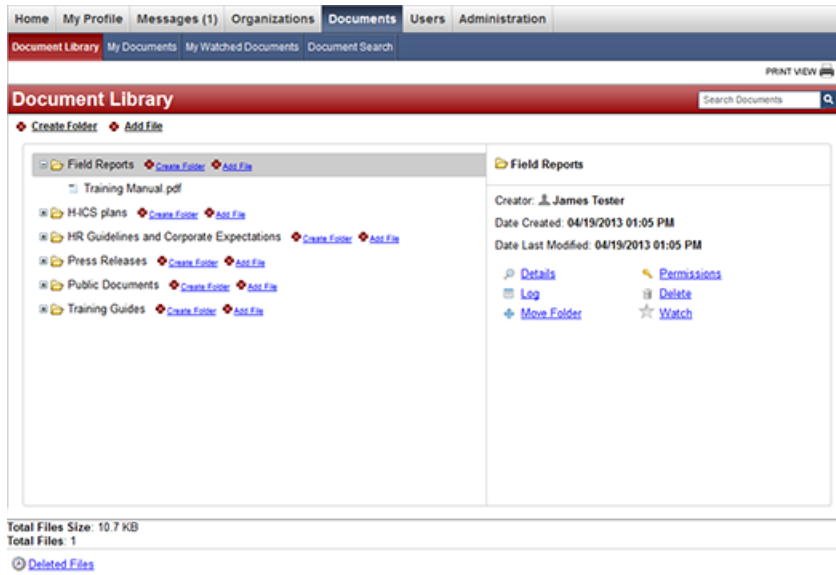 Home My Profile Messages (1) Organizations Documents Users Administration
Document Library My Documents My Watched Documents Document Search
PRINT VIEW
Document Library Search Documents
Create Folder Add File
Field Reports Create Folder Add File
Training Manual.pdf
H-ICS plans Create Folder Add File
HR Guidelines and Corporate Expectations Create Folder Add File
Press Releases Create Folder Add File
Public Documents Create Folder Add File
Training Guides Create Folder Add File
Field Reports
Creator: James Tester
Date Created: 04/19/2013 01:05 PM
Date Last Modified: 04/19/2013 01:05 PM
Details Permissions
Log Delete
Move Folder Watch
Total Files Size: 10.7 KB
Total Files: 1
Deleted Files